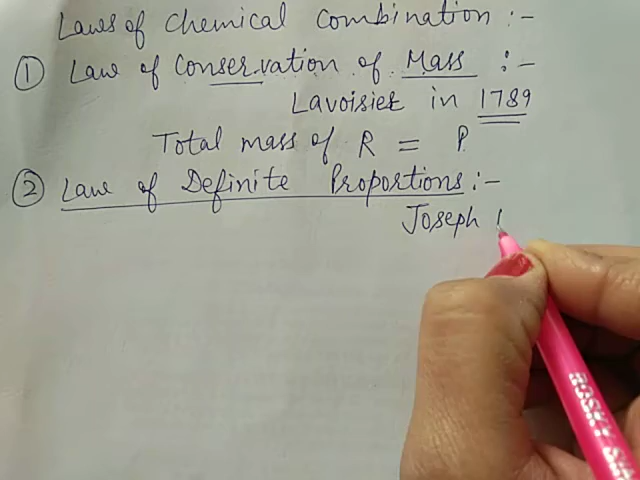 Laws of Chemical Combination :-
① Law of Conservation of Mass :-
Lavoisier in 1789
Total mass of R = P
② Law of Definite Proportions :-
Joseph